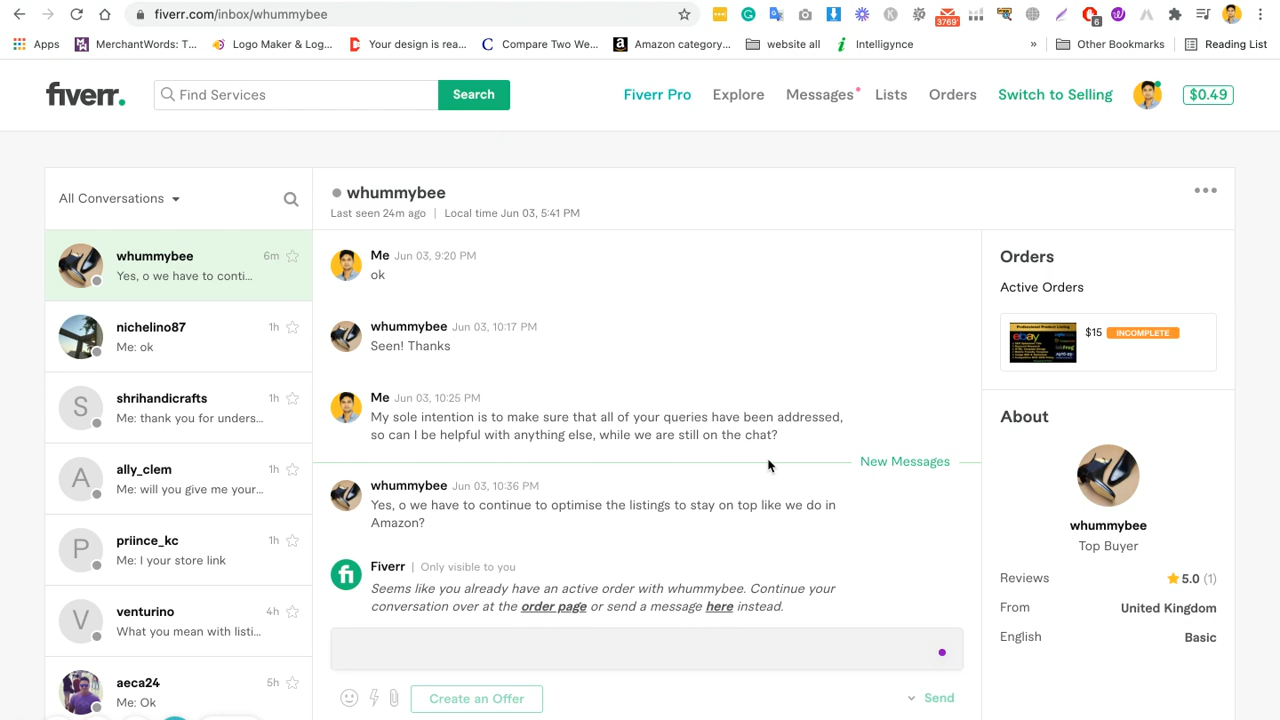 fiverr.com/inbox/whummybee
3769
6
Apps
MerchantWords: T...
Logo Maker & Log...
Your design is rea...
Compare Two We...
Amazon category...
website all
Intelligynce
»
Other Bookmarks
Reading List
fiverr.
Find Services
Search
Fiverr Pro
Explore
Messages
Lists
Orders
Switch to Selling
$0.49
All Conversations
whummybee
6m
Yes, o we have to conti...
nichelino87
1h
Me: ok
S
shrihandicrafts
1h
Me: thank you for unders...
A
ally_clem
1h
Me: will you give me your...
P
priince_kc
1h
Me: I your store link
V
venturino
4h
What you mean with listi...
aeca24
5h
Me: Ok
whummybee
Last seen 24m ago | Local time Jun 03, 5:41 PM
Me Jun 03, 9:20 PM
ok
whummybee Jun 03, 10:17 PM
Seen! Thanks
Me Jun 03, 10:25 PM
My sole intention is to make sure that all of your queries have been addressed,
so can I be helpful with anything else, while we are still on the chat?
New Messages
whummybee Jun 03, 10:36 PM
Yes, o we have to continue to optimise the listings to stay on top like we do in
Amazon?
fi
Fiverr | Only visible to you
Seems like you already have an active order with whummybee. Continue your
conversation over at the order page or send a message here instead.
Create an Offer
Send
Orders
Active Orders
Professional Product Listing
ebay
$15 INCOMPLETE
About
whummybee
Top Buyer
Reviews
5.0 (1)
From
United Kingdom
English
Basic